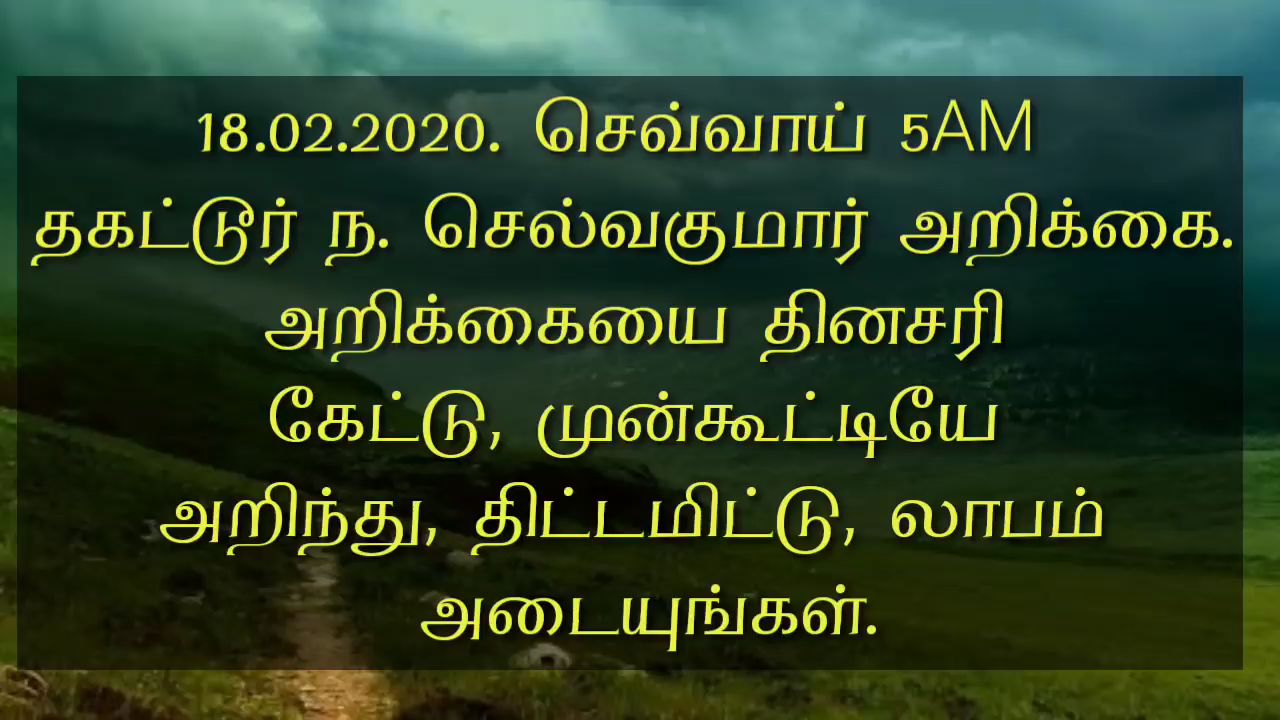 18.02.2020. செவ்வாய் 5AM
தகட்டூர் ந. செல்வகுமார் அறிக்கை.
அறிக்கையை தினசரி
கேட்டு, முன்கூட்டியே
அறிந்து, திட்டமிட்டு, லாபம்
அடையுங்கள்.